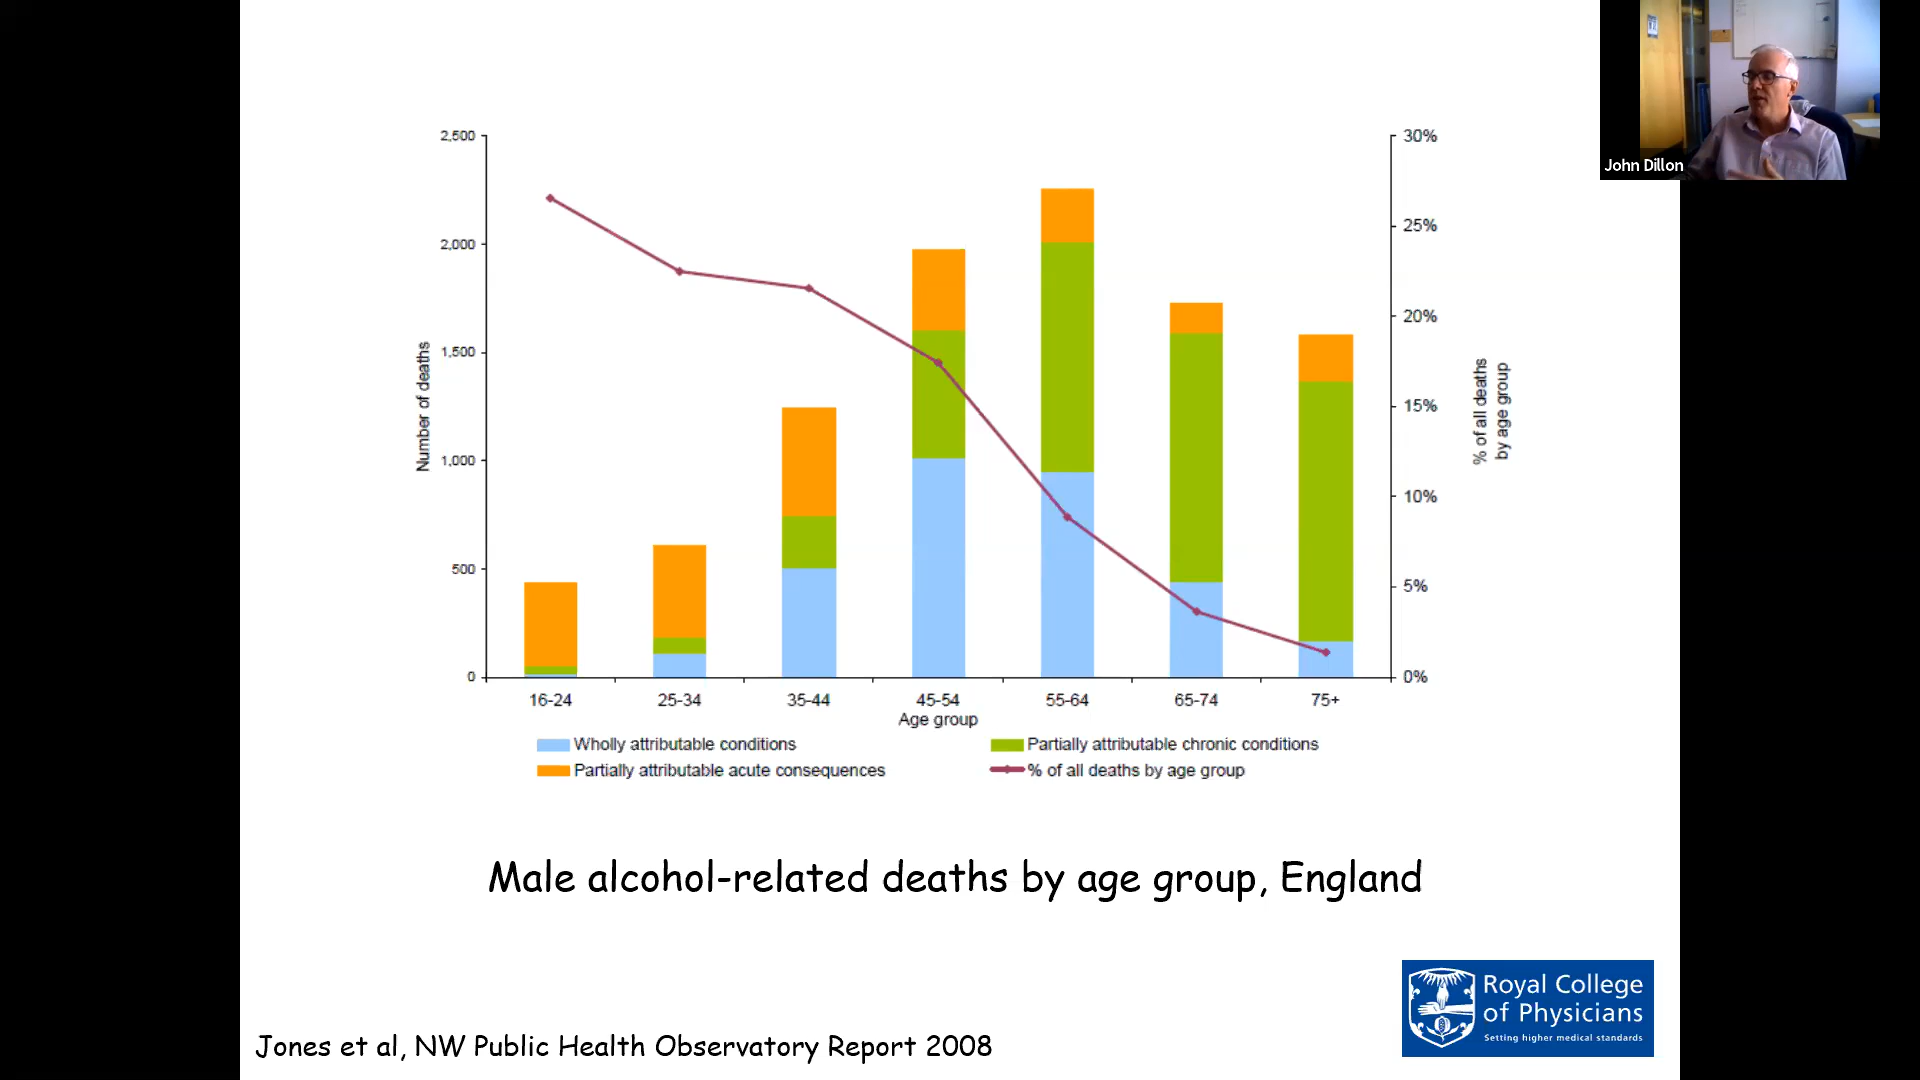 John Dillon
2,500
2,000
1,500
1,000
500
0
Number of deaths
30%
25%
20%
15%
10%
5%
0%
% of all deaths
by age group
16-24
25-34
35-44
45-54
55-64
65-74
75+
Age group
Wholly attributable conditions
Partially attributable chronic conditions
Partially attributable acute consequences
% of all deaths by age group
Male alcohol-related deaths by age group, England
Royal College
of Physicians
Setting higher medical standards
Jones et al, NW Public Health Observatory Report 2008